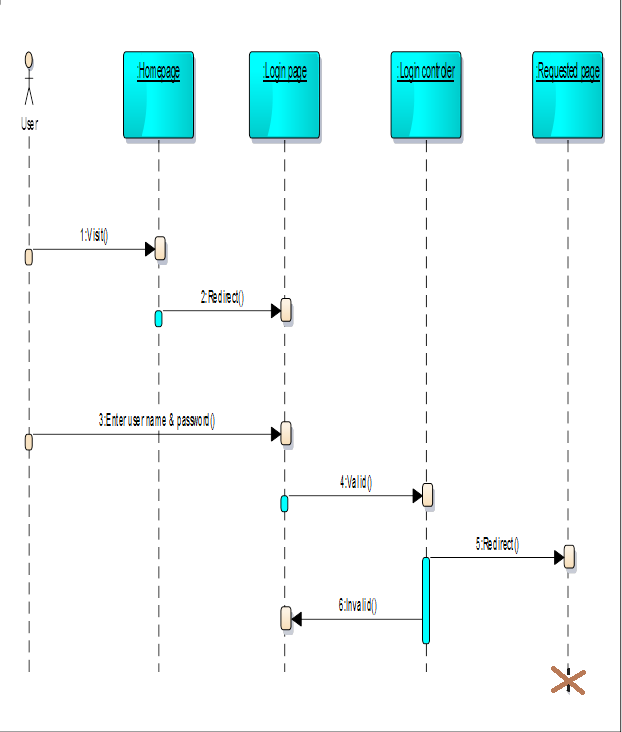 :Homepage
:Login page
:Login controler
:Requested page
User
1:Visit()
2:Redirect()
3:Enter user name & password()
4:Valid()
5:Redirect()
6:Invalid()